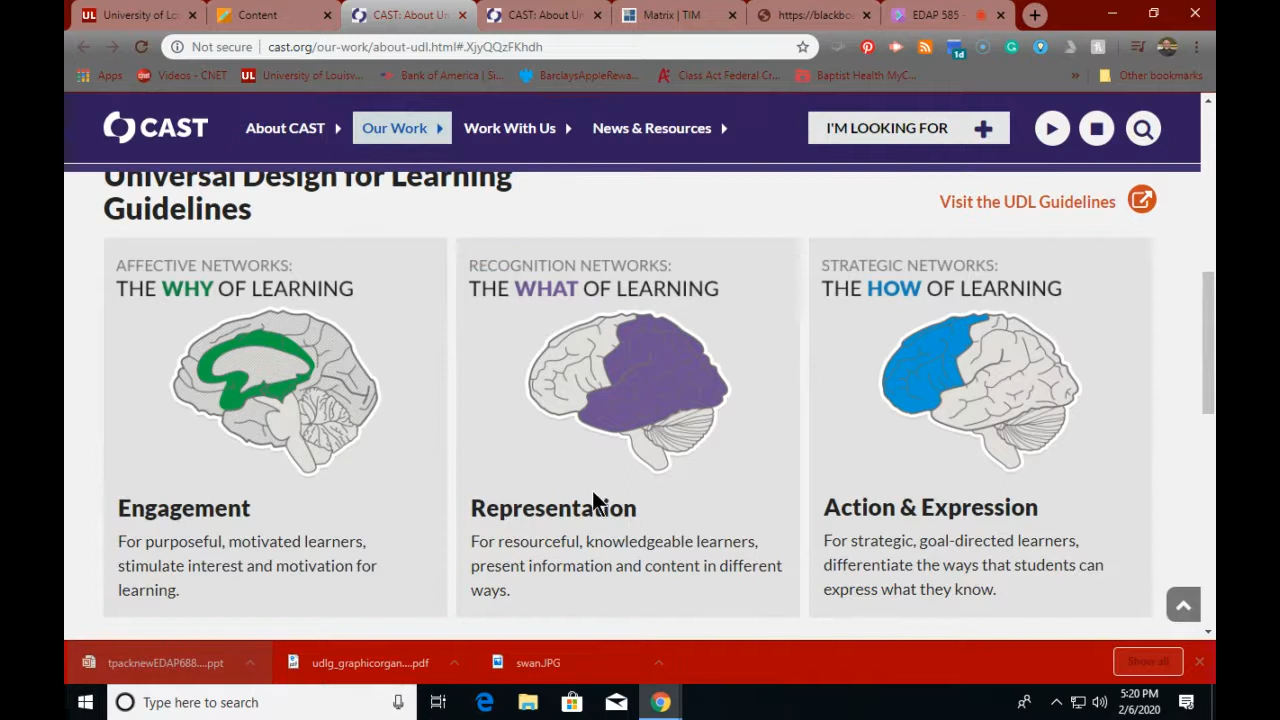 University of Lo
Content
CAST: About Un
CAST: About Un
Matrix | TIM
https://blackbo
EDAP 585 -
Not secure | cast.org/our-work/about-udl.html#.XjyQQzFKhdh
1d
Apps
Videos - CNET
University of Louisv...
Bank of America | Si...
BarclaysAppleRewa...
Class Act Federal Cr...
Baptist Health MyC...
»
Other bookmarks
CAST
About CAST
Our Work
Work With Us
News & Resources
I'M LOOKING FOR
Universal Design for Learning
Guidelines
Visit the UDL Guidelines
AFFECTIVE NETWORKS:
THE WHY OF LEARNING
Engagement
For purposeful, motivated learners,
stimulate interest and motivation for
learning.
RECOGNITION NETWORKS:
THE WHAT OF LEARNING
Representation
For resourceful, knowledgeable learners,
present information and content in different
ways.
STRATEGIC NETWORKS:
THE HOW OF LEARNING
Action & Expression
For strategic, goal-directed learners,
differentiate the ways that students can
express what they know.
tpacknewEDAP688....ppt
udlg_graphicorgan....pdf
swan.JPG
Show all
Type here to search
5:20 PM
2/6/2020